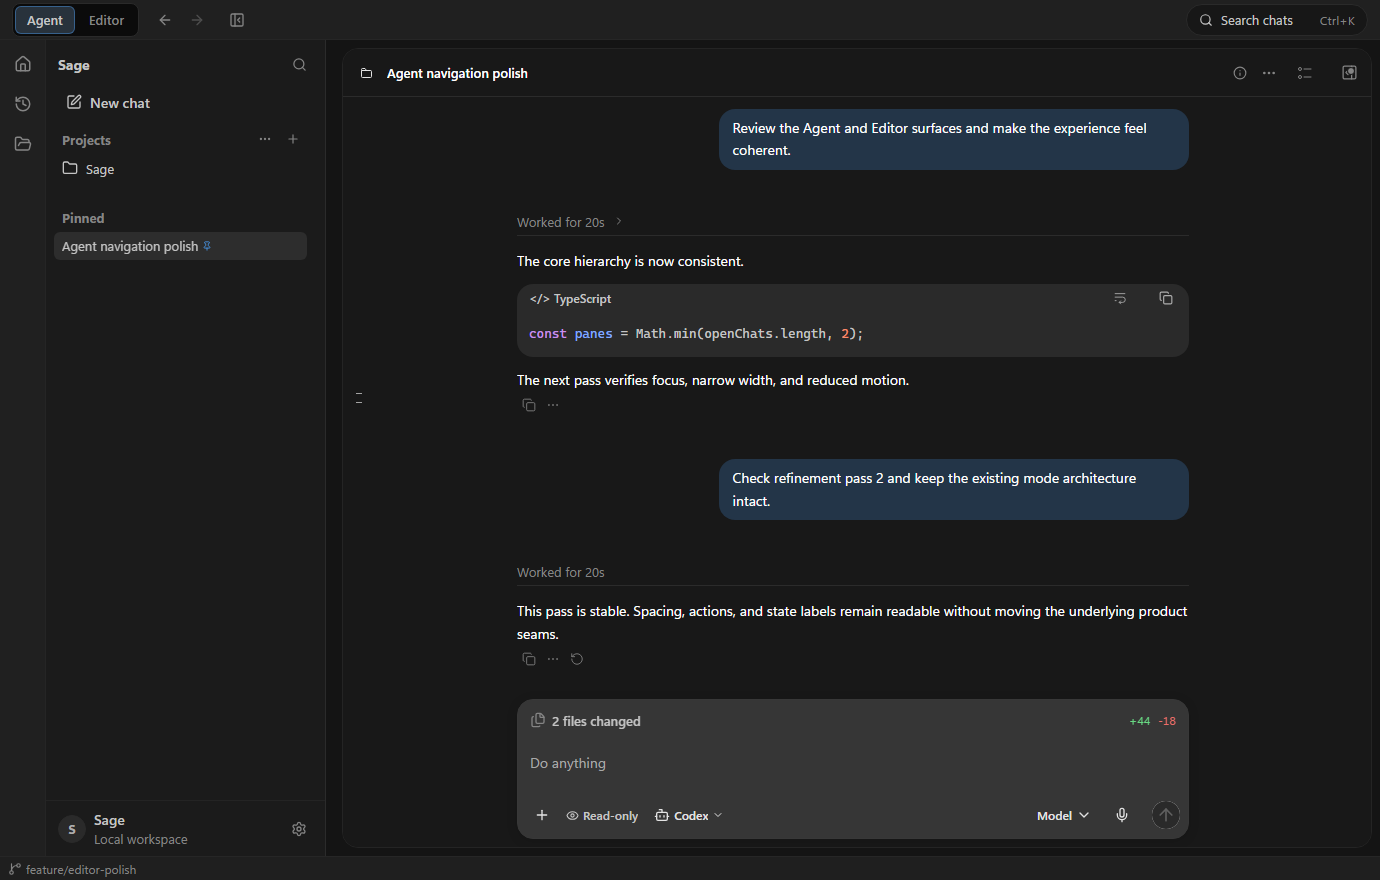 Agent
Editor
Search chats
Ctrl+K
Sage
New chat
Projects
Sage
Pinned
Agent navigation polish
Sage
S
Local workspace
feature/editor-polish
Agent navigation polish
Review the Agent and Editor surfaces and make the experience feel
coherent.
Worked for 20s
The core hierarchy is now consistent.
</> TypeScript
const panes = Math.min(openChats.length, 2);
The next pass verifies focus, narrow width, and reduced motion.
Check refinement pass 2 and keep the existing mode architecture
intact.
Worked for 20s
This pass is stable. Spacing, actions, and state labels remain readable without moving the underlying product
seams.
2 files changed
+44 -18
Do anything
Read-only
Codex
Model